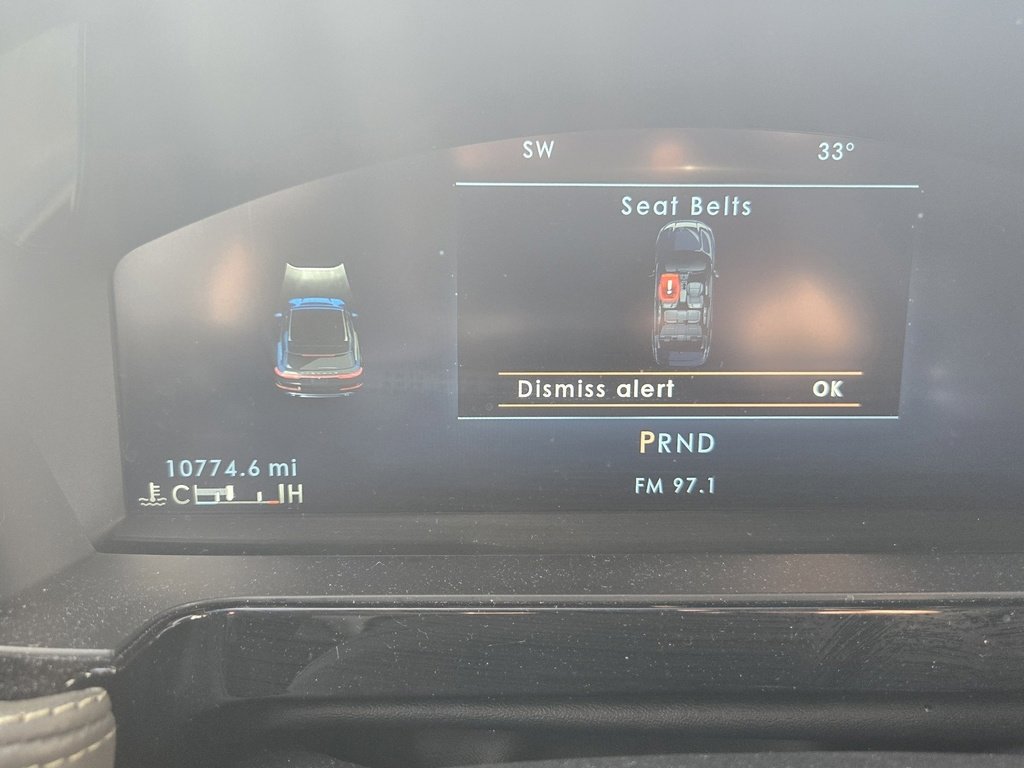 SW 33°
Seat Belts
!
Dismiss alert OK
PRND
10774.6 mi
FM 97.1
C H